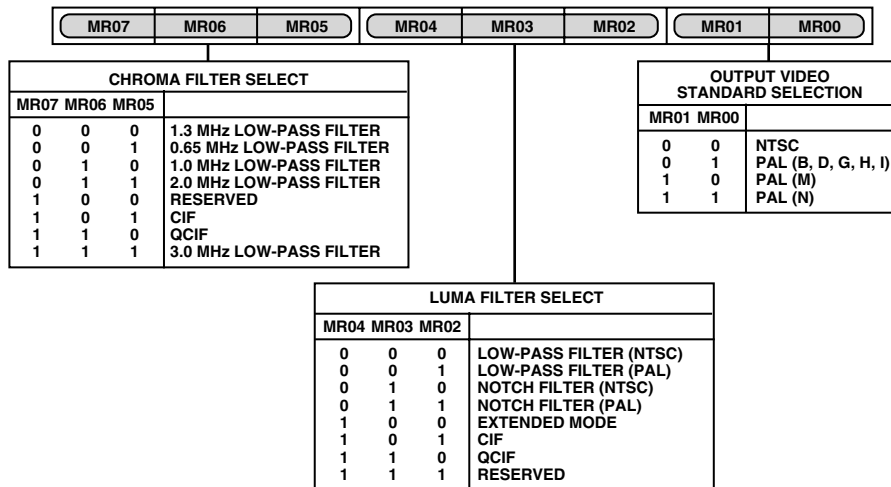 MR07 MR06 MR05 MR04 MR03 MR02 MR01 MR00
CHROMA FILTER SELECT
MR07 MR06 MR05
0 0 0 1.3 MHz LOW-PASS FILTER
0 0 1 0.65 MHz LOW-PASS FILTER
0 1 0 1.0 MHz LOW-PASS FILTER
0 1 1 2.0 MHz LOW-PASS FILTER
1 0 0 RESERVED
1 0 1 CIF
1 1 0 QCIF
1 1 1 3.0 MHz LOW-PASS FILTER
OUTPUT VIDEO
STANDARD SELECTION
MR01 MR00
0 0 NTSC
0 1 PAL (B, D, G, H, I)
1 0 PAL (M)
1 1 PAL (N)
LUMA FILTER SELECT
MR04 MR03 MR02
0 0 0 LOW-PASS FILTER (NTSC)
0 0 1 LOW-PASS FILTER (PAL)
0 1 0 NOTCH FILTER (NTSC)
0 1 1 NOTCH FILTER (PAL)
1 0 0 EXTENDED MODE
1 0 1 CIF
1 1 0 QCIF
1 1 1 RESERVED